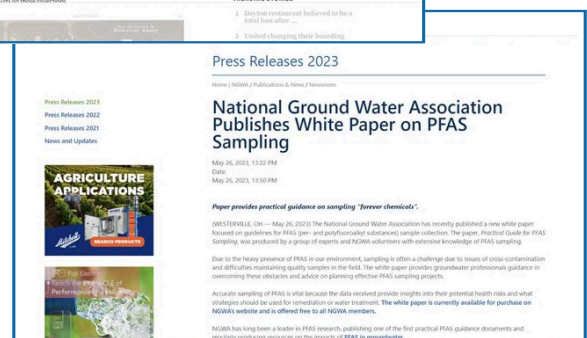 1 Dayton restaurant believed to be a
total loss after ...
2 United changing their boarding
Press Releases 2023
Home / NGWA / Publications & News / Newsroom
Press Releases 2023
Press Releases 2022
Press Releases 2021
News and Updates
AGRICULTURE
APPLICATIONS
Mitchell
SEARCH PRODUCTS
National Ground Water Association
Publishes White Paper on PFAS
Sampling
May 26, 2023, 13:22 PM
Date:
May 26, 2023, 13:50 PM
Paper provides practical guidance on sampling "forever chemicals".
(WESTERVILLE, OH — May 26, 2023) The National Ground Water Association has recently published a new white paper
focused on guidelines for PFAS (per- and polyfluoroalkyl substances) sample collection. The paper, Practical Guide for PFAS
Sampling, was produced by a group of experts and NGWA volunteers with extensive knowledge of PFAS sampling.
Due to the heavy presence of PFAS in our environment, sampling is often a challenge due to issues of cross-contamination
and difficulties maintaining quality samples in the field. The white paper provides groundwater professionals guidance in
overcoming these obstacles and advice on planning effective PFAS sampling projects.
Accurate sampling of PFAS is vital because the data received provide insights into their potential health risks and what
strategies should be used for remediation or water treatment. The white paper is currently available for purchase on
NGWA's website and is offered free to all NGWA members.
NGWA has long been a leader in PFAS research, publishing one of the first practical PFAS guidance documents and
regularly producing resources on the impacts of PFAS in groundwater.